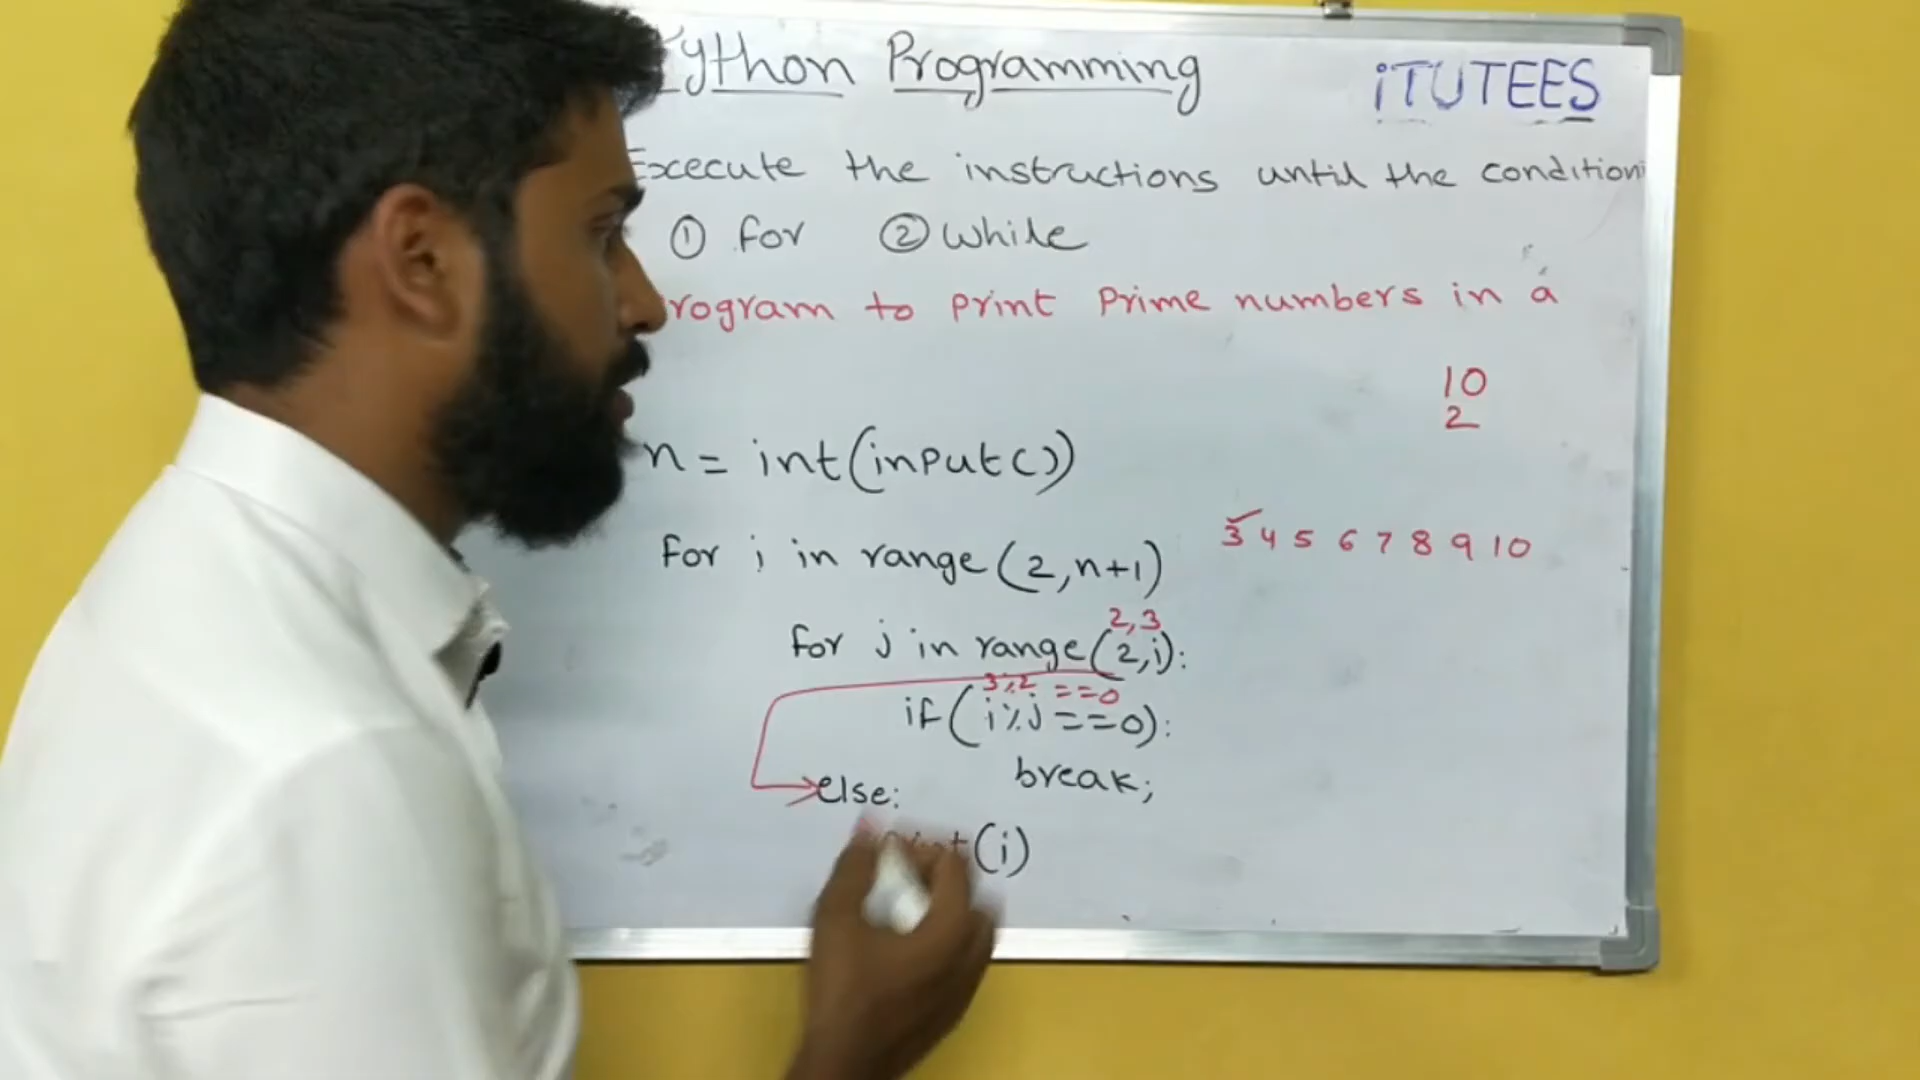 ython Programming
iTUTEES
Execute the instructions until the condition
① for ② while
rogram to print Prime numbers in a
10
2
n = int(input())
for i in range(2,n+1)
3 4 5 6 7 8 9 10
2,3
for j in range(2,i):
3%2 ==0
if(i%j==0):
break;
else:
print(i)